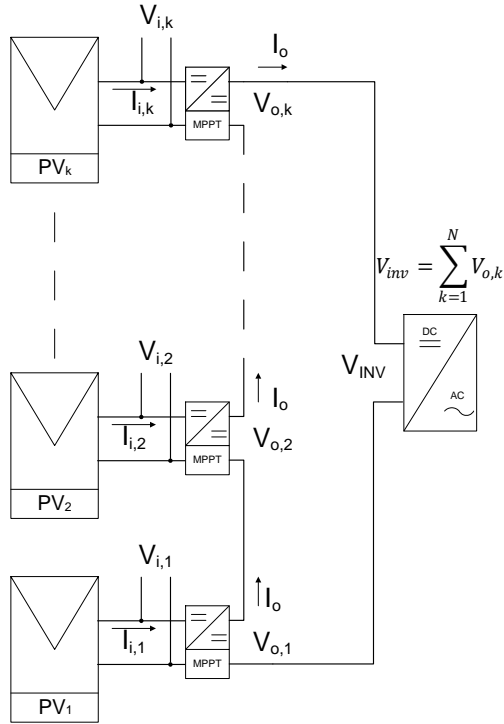 V_{i,k}
I_o
I_{i,k}
V_{o,k}
MPPT
PV_k
V_{inv} = \sum_{k=1}^{N} V_{o,k}
DC
V_{INV}
AC
V_{i,2}
I_o
I_{i,2}
V_{o,2}
MPPT
PV_2
V_{i,1}
I_o
I_{i,1}
V_{o,1}
MPPT
PV_1